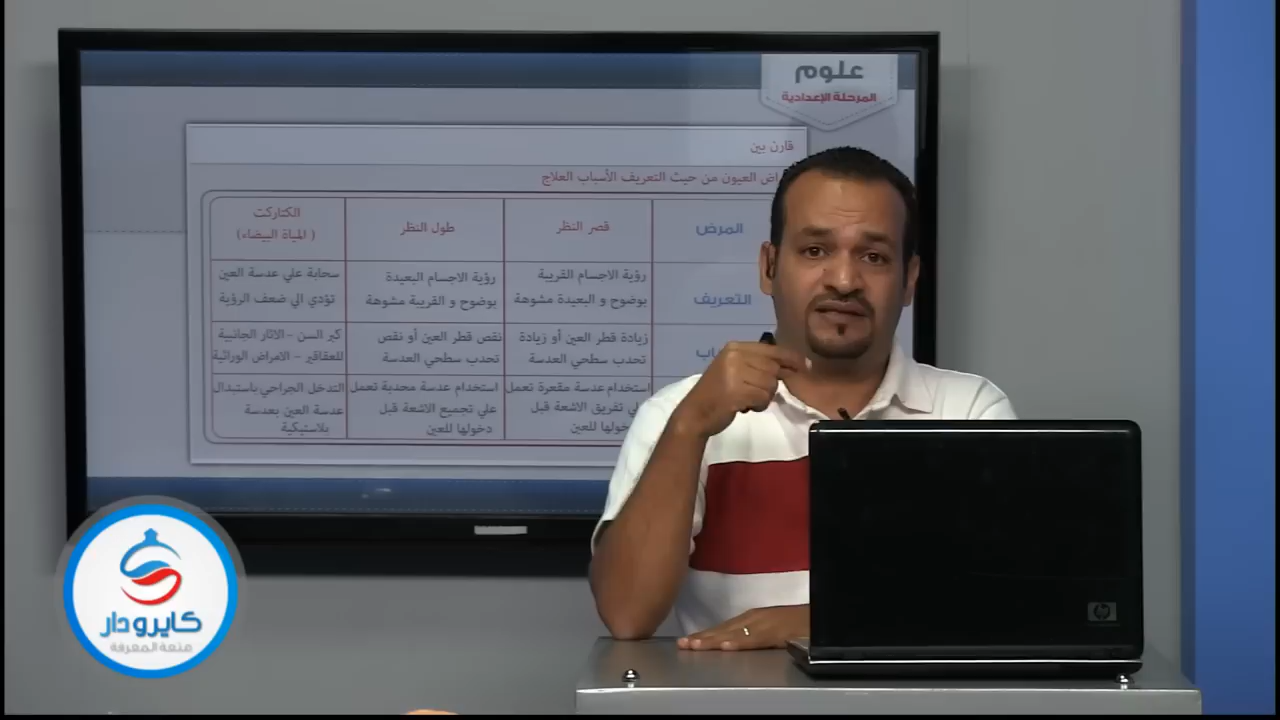 علوم
المرحلة الإعدادية
قارن بين
العيون من حيث التعريف الأسباب العلاج
المرض
قصر النظر
طول النظر
الكتاركت
( المياة البيضاء)
التعريف
رؤية الاجسام القريبة
بوضوح و البعيدة مشوهة
رؤية الاجسام البعيدة
بوضوح و القريبة مشوهة
سحابة علي عدسة العين
تؤدي الي ضعف الرؤية
زيادة قطر العين أو زيادة
تحدب سطحي العدسة
نقص قطر العين أو نقص
تحدب سطحي العدسة
كبر السن – الاثار الجانبية
للعقاقير – الامراض الوراثية
استخدام عدسة مقعرة تعمل
تفريق الاشعة قبل
للعين
استخدام عدسة محدبة تعمل
علي تجميع الاشعة قبل
دخولها للعين
التدخل الجراحي باستبدال
عدسة العين بعدسة
بلاستيكية
كايرودار
متعة المعرفة
hp